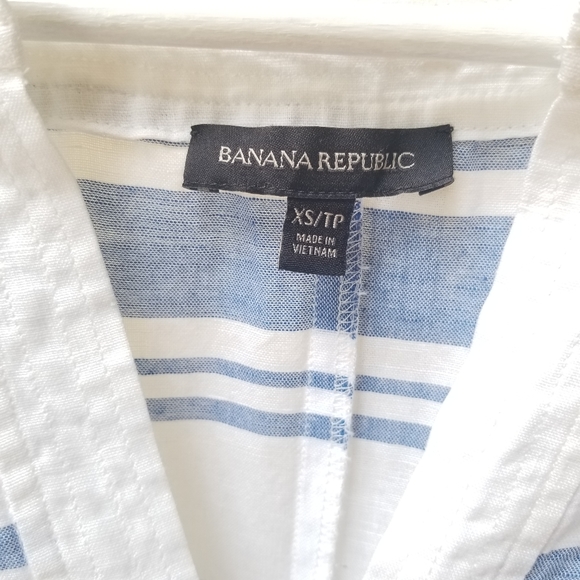 BANANA REPUBLIC
XS/TP
MADE IN
VIETNAM